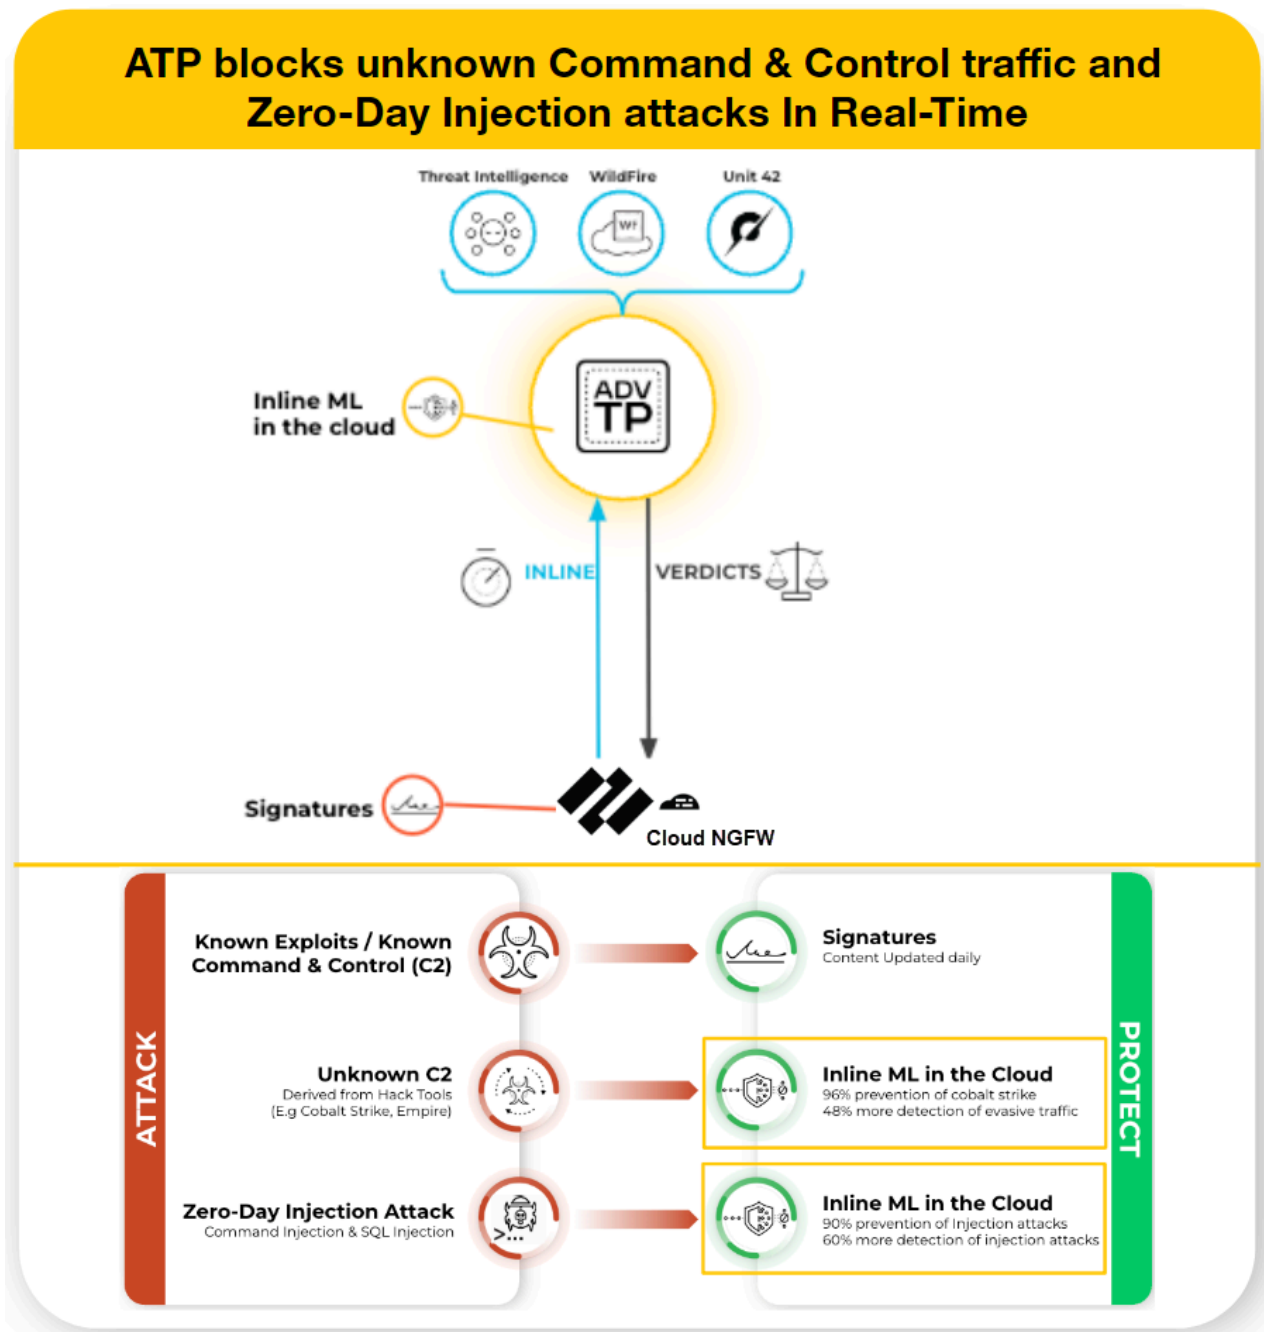 ATP blocks unknown Command & Control traffic and
Zero-Day Injection attacks In Real-Time
Threat Intelligence
WildFire
Unit 42
WF
ADV
TP
Inline ML
in the cloud
INLINE
VERDICTS
Signatures
Cloud NGFW
ATTACK
Known Exploits / Known
Command & Control (C2)
Signatures
Content Updated daily
Unknown C2
Derived from Hack Tools
(E.g Cobalt Strike, Empire)
Inline ML in the Cloud
96% prevention of cobalt strike
48% more detection of evasive traffic
Zero-Day Injection Attack
Command Injection & SQL Injection
>...
Inline ML in the Cloud
90% prevention of Injection attacks
60% more detection of injection attacks
PROTECT